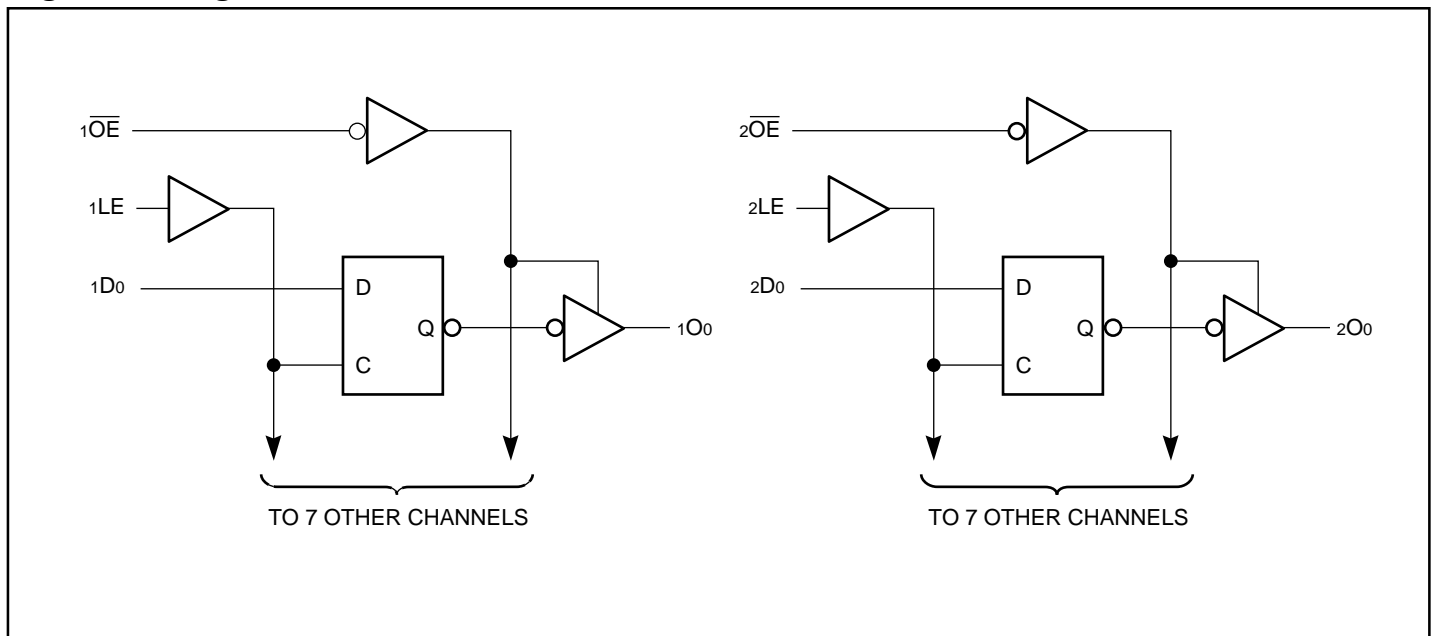 1OE
1LE
1D0
D
Q
C
1O0
TO 7 OTHER CHANNELS
2OE
2LE
2D0
D
Q
C
2O0
TO 7 OTHER CHANNELS